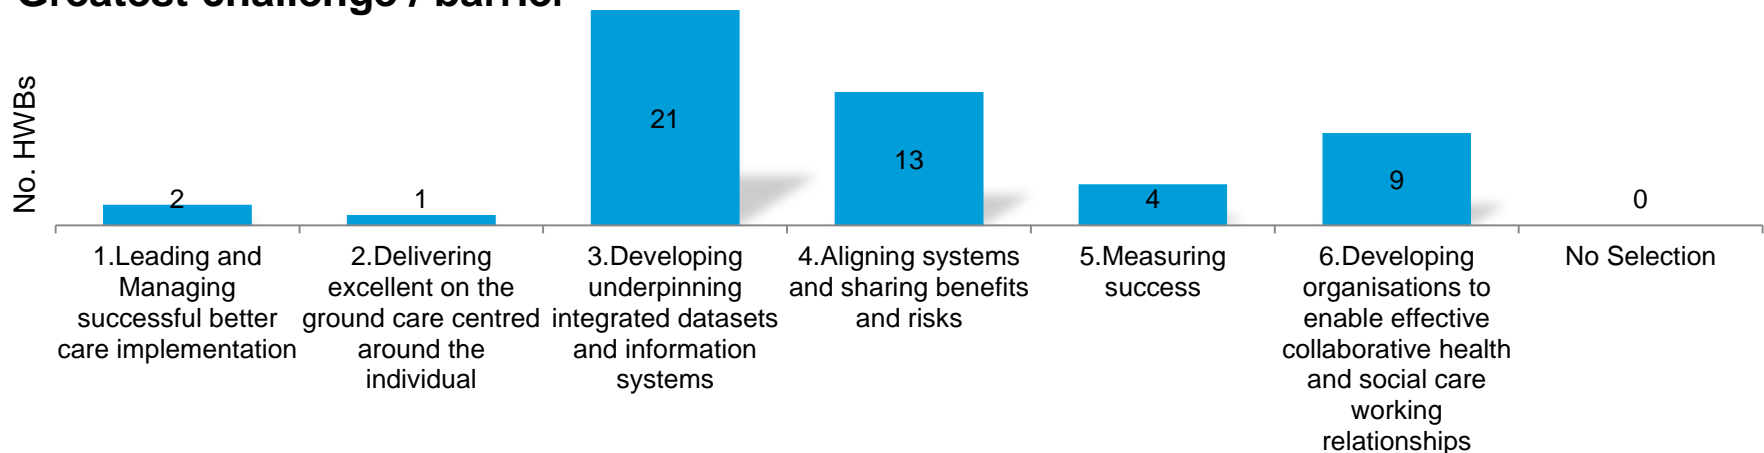 Greatest challenge / barrier
No. HWBs
2
1
21
13
4
9
0
1.Leading and
Managing
successful better
care implementation
2.Delivering
excellent on the
ground care centred
around the
individual
3.Developing
underpinning
integrated datasets
and information
systems
4.Aligning systems
and sharing benefits
and risks
5.Measuring
success
6.Developing
organisations to
enable effective
collaborative health
and social care
working
relationships
No Selection